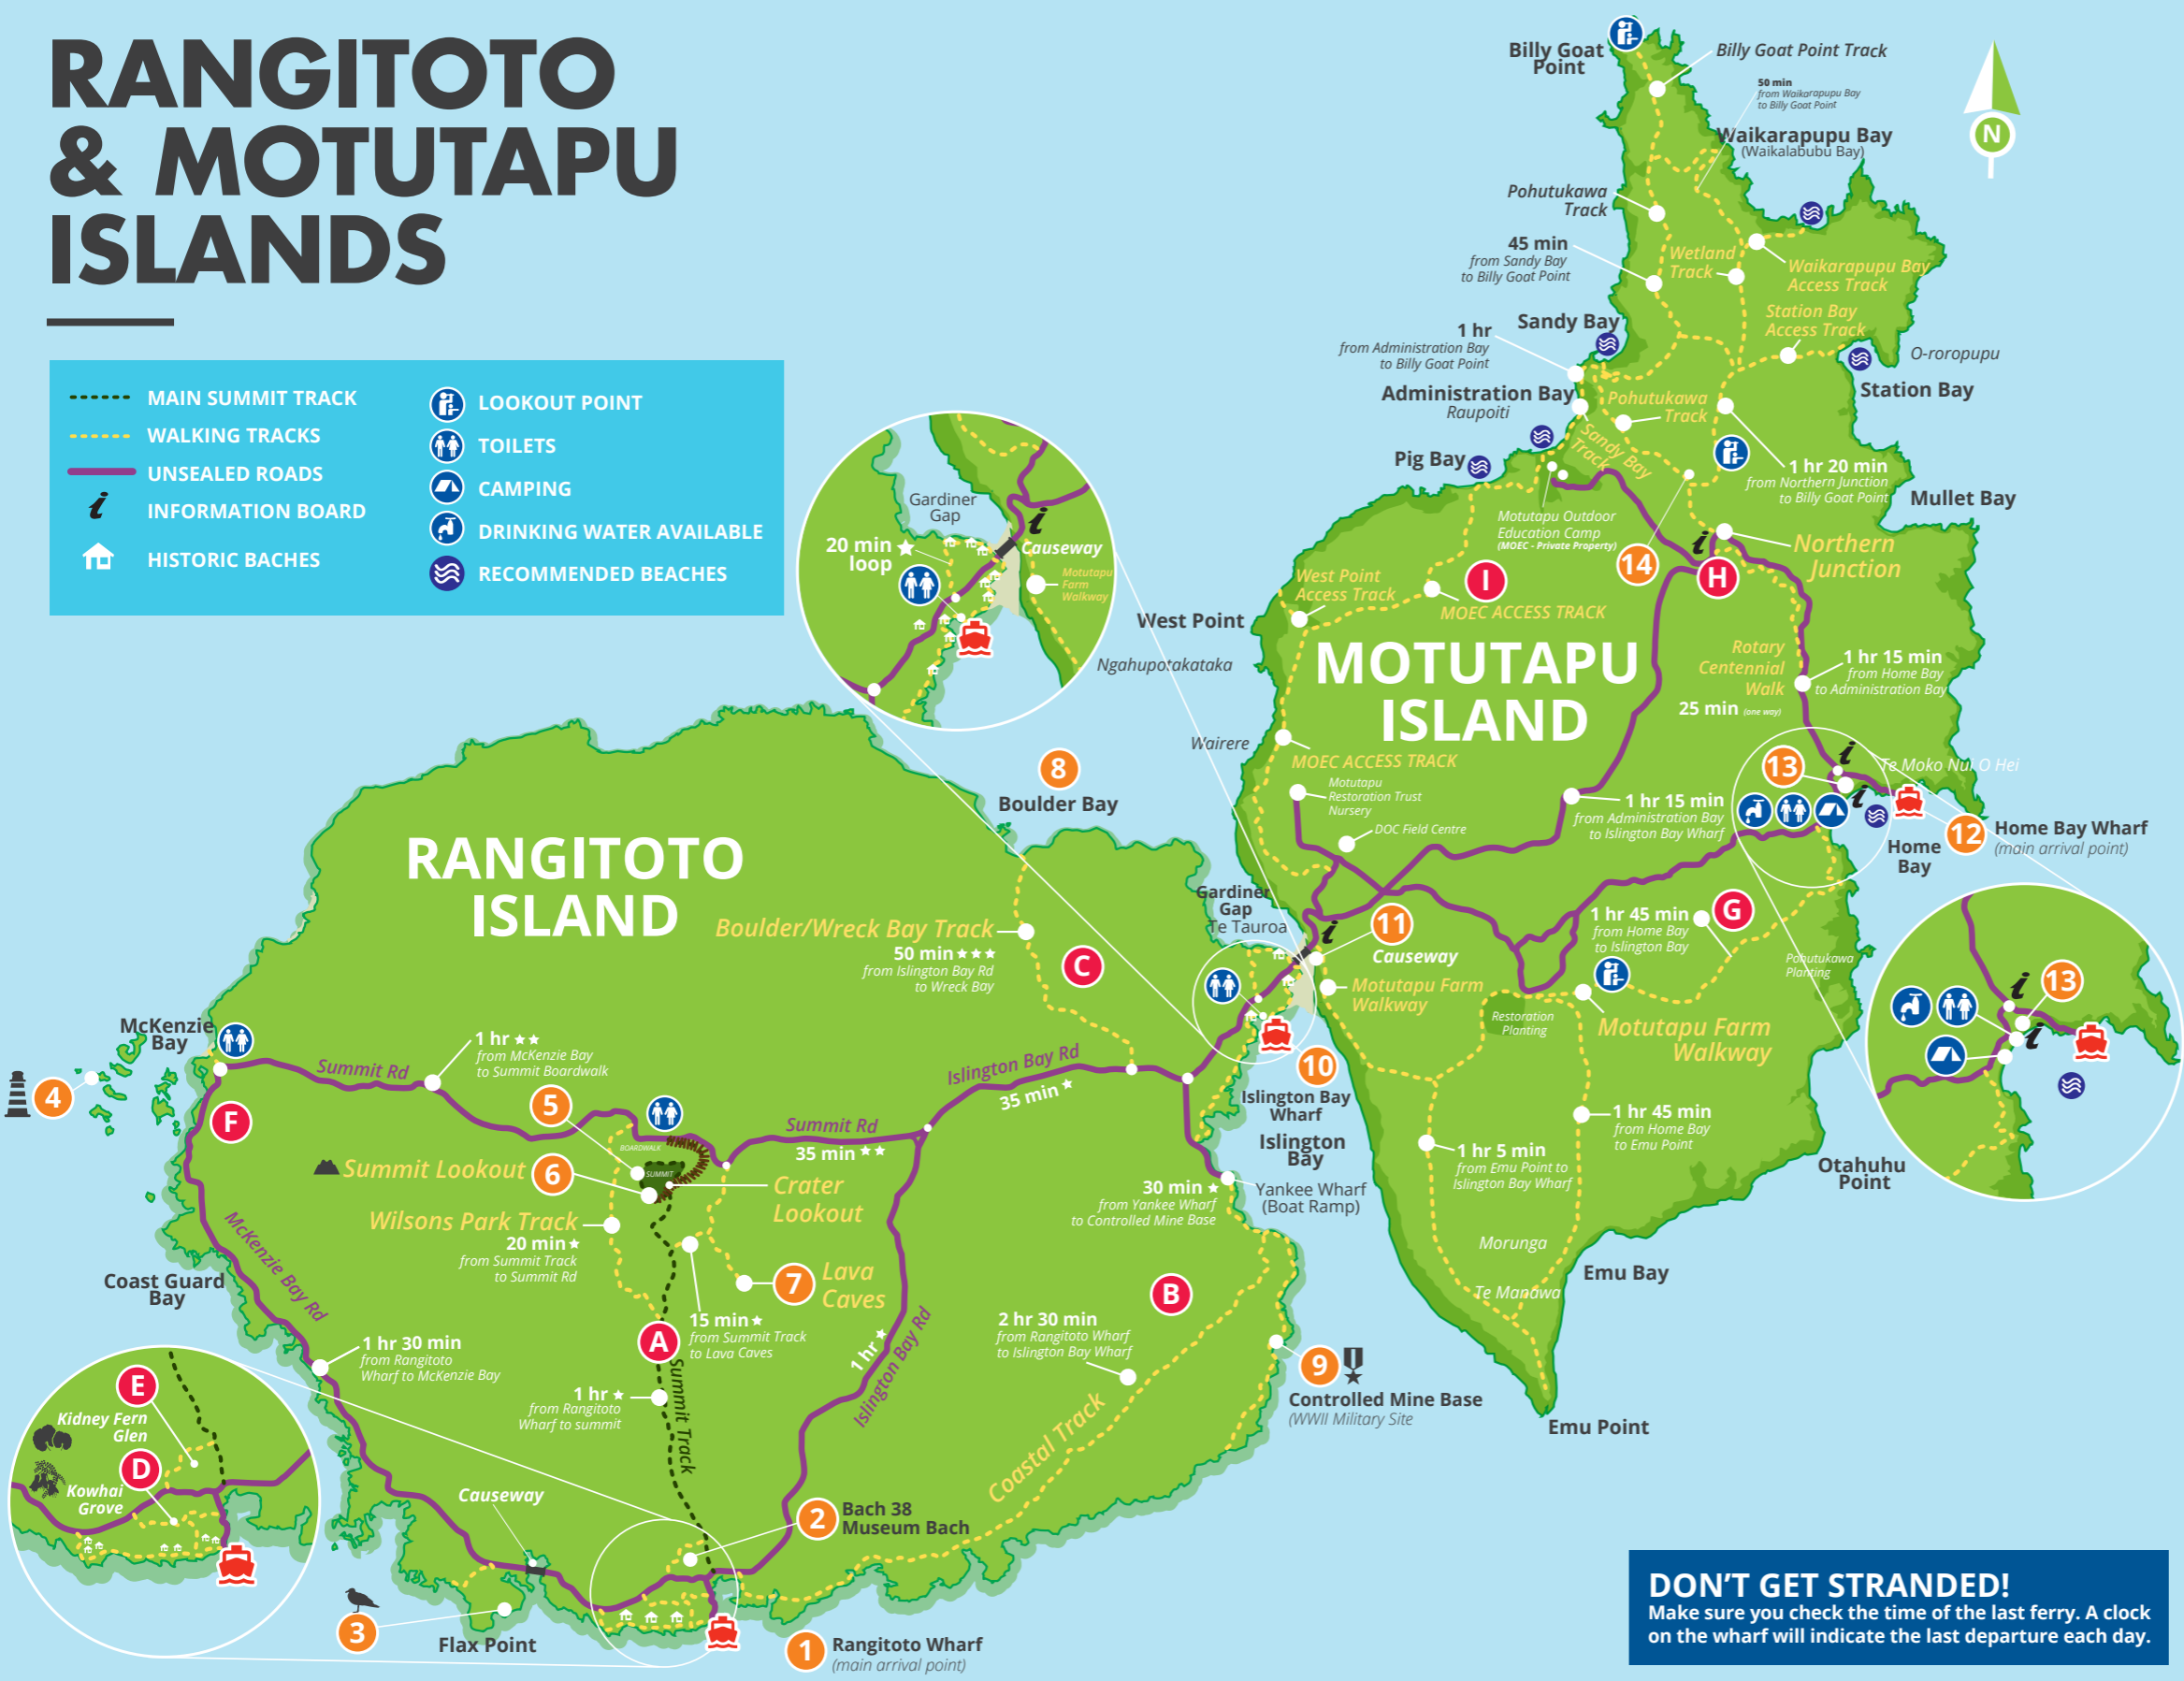 RANGITOTO
& MOTUTAPU
ISLANDS
MAIN SUMMIT TRACK
WALKING TRACKS
UNSEALED ROADS
i
INFORMATION BOARD
HISTORIC BACHES
LOOKOUT POINT
TOILETS
CAMPING
DRINKING WATER AVAILABLE
RECOMMENDED BEACHES
Billy Goat
Point
Billy Goat Point Track
50 min
from Waikarapupu Bay
to Billy Goat Point
Waikarapupu Bay
(Waikalabubu Bay)
N
Pohutukawa
Track
45 min
from Sandy Bay
to Billy Goat Point
Wetland
Track
Waikarapupu Bay
Access Track
Station Bay
Access Track
Sandy Bay
1 hr
from Administration Bay
to Billy Goat Point
O-roropupu
Station Bay
Administration Bay
Raupoiti
Pohutukawa
Track
Sandy Bay
Track
Pig Bay
1 hr 20 min
from Northern Junction
to Billy Goat Point
Mullet Bay
Motutapu Outdoor
Education Camp
(MOEC - Private Property)
14
i
Northern
Junction
H
I
West Point
Access Track
MOEC ACCESS TRACK
West Point
Ngahupotakataka
MOTUTAPU
ISLAND
Rotary
Centennial
Walk
25 min (one way)
1 hr 15 min
from Home Bay
to Administration Bay
Wairere
MOEC ACCESS TRACK
Motutapu
Restoration Trust
Nursery
DOC Field Centre
1 hr 15 min
from Administration Bay
to Islington Bay Wharf
13
i
Te Moko Nui O Hei
i
12
Home Bay Wharf
(main arrival point)
Home
Bay
Gardiner
Gap
20 min
loop
i
Causeway
Motutapu
Farm
Walkway
8
Boulder Bay
RANGITOTO
ISLAND
Boulder/Wreck Bay Track
50 min
from Islington Bay Rd
to Wreck Bay
C
Gardiner
Gap
Te Tauroa
i
11
Causeway
Motutapu Farm
Walkway
1 hr 45 min
from Home Bay
to Islington Bay
G
Pohutukawa
Planting
Restoration
Planting
Motutapu Farm
Walkway
i
13
i
McKenzie
Bay
4
F
Summit Rd
1 hr
from McKenzie Bay
to Summit Boardwalk
5
BOARDWALK
SUMMIT
Summit Rd
35 min
Islington Bay Rd
35 min
10
Islington Bay
Wharf
Islington
Bay
Summit Lookout
6
Crater
Lookout
Wilsons Park Track
20 min
from Summit Track
to Summit Rd
7
Lava
Caves
15 min
from Summit Track
to Lava Caves
30 min
from Yankee Wharf
to Controlled Mine Base
Yankee Wharf
(Boat Ramp)
1 hr 5 min
from Emu Point to
Islington Bay Wharf
1 hr 45 min
from Home Bay
to Emu Point
Otahuhu
Point
Morunga
Te Manawa
Emu Bay
Emu Point
McKenzie Bay Rd
Coast Guard
Bay
1 hr 30 min
from Rangitoto
Wharf to McKenzie Bay
A
Summit Track
1 hr
from Rangitoto
Wharf to summit
1 hr
Islington Bay Rd
B
2 hr 30 min
from Rangitoto Wharf
to Islington Bay Wharf
Coastal Track
9
Controlled Mine Base
(WWII Military Site
E
Kidney Fern
Glen
D
Kowhai
Grove
Causeway
2
Bach 38
Museum Bach
3
Flax Point
1
Rangitoto Wharf
(main arrival point)
DON'T GET STRANDED!
Make sure you check the time of the last ferry. A clock
on the wharf will indicate the last departure each day.